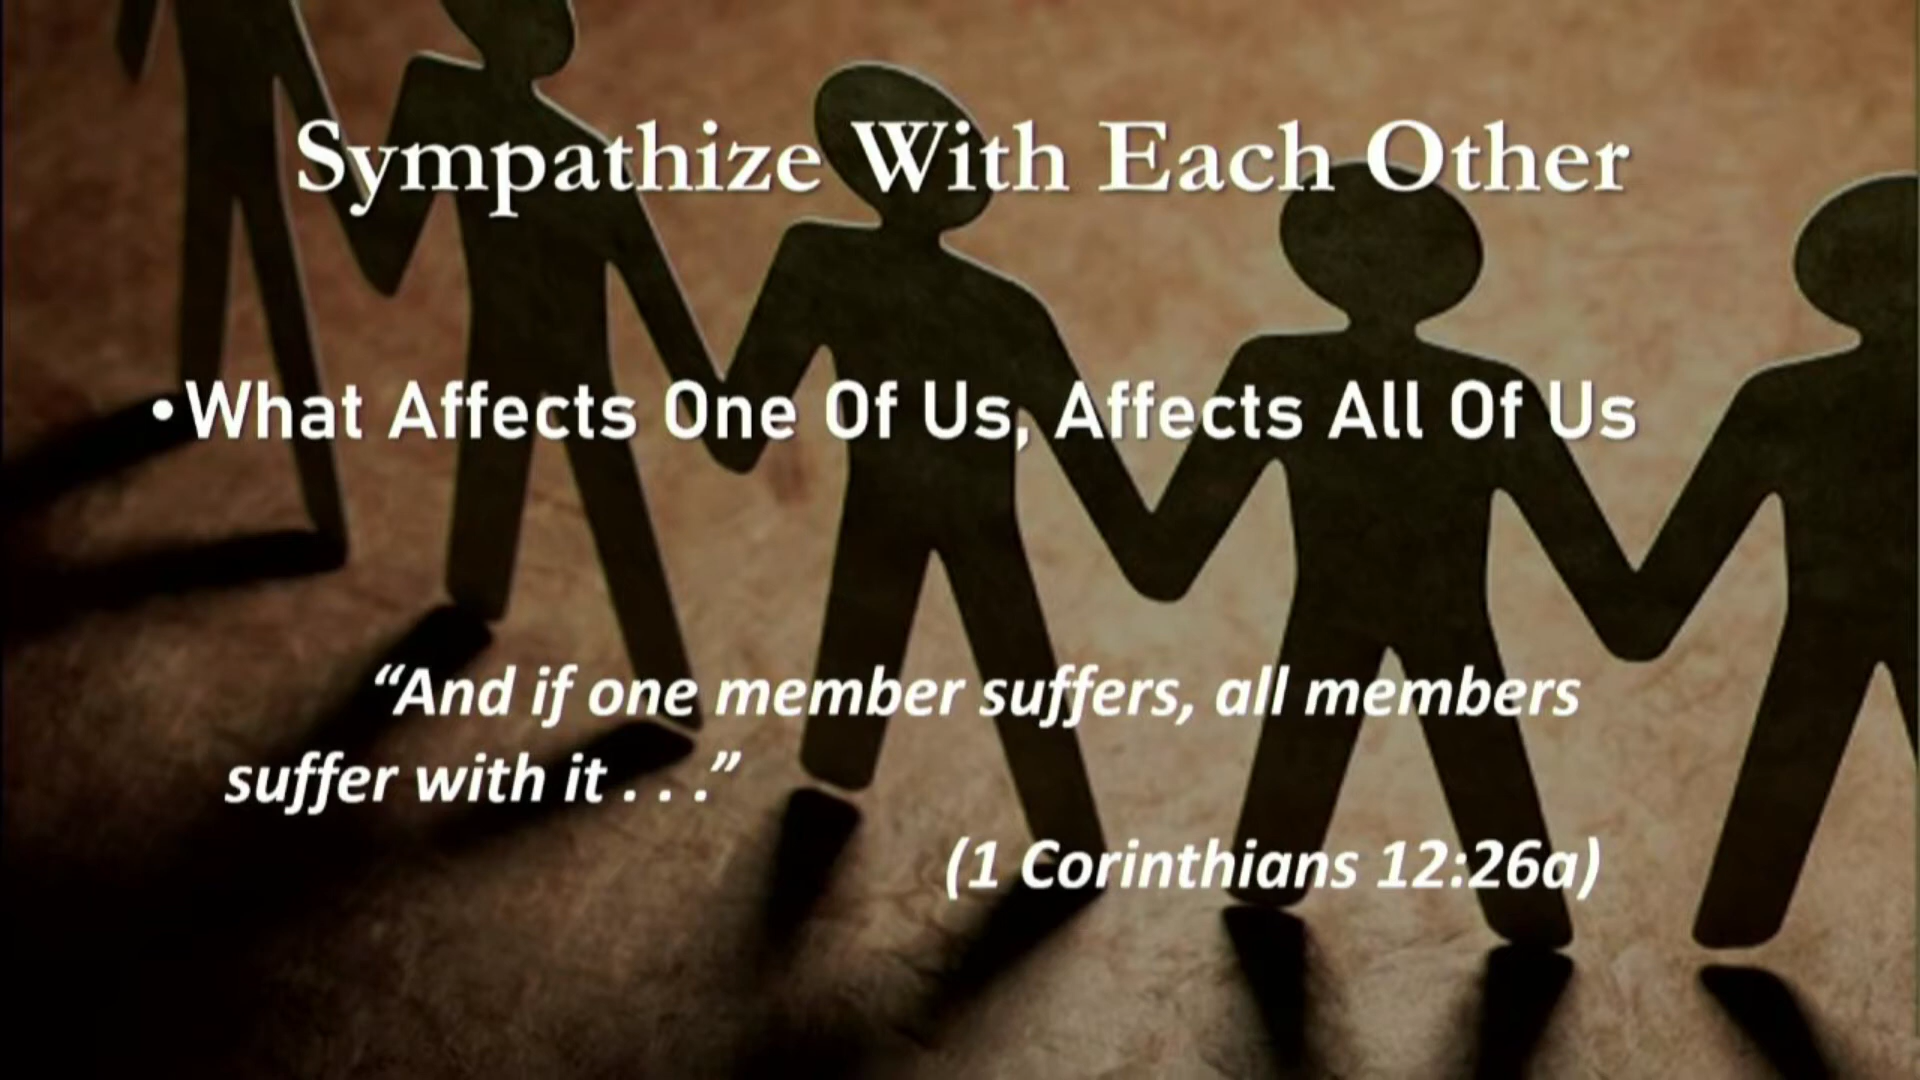 Sympathize With Each Other
•What Affects One Of Us, Affects All Of Us
“And if one member suffers, all members
suffer with it . . .”
(1 Corinthians 12:26a)